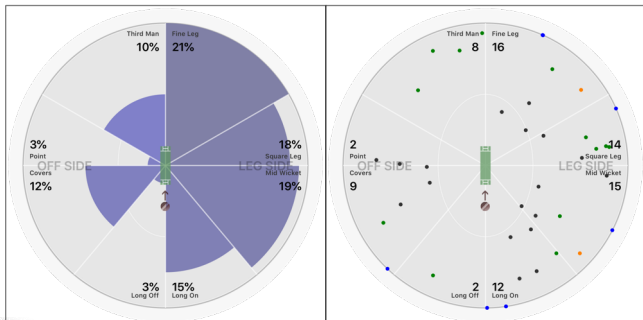 Third Man Fine Leg
10% 21%
3% 18%
Point Square Leg
OFF SIDE LEG SIDE
Covers Mid Wicket
12% 19%
3% 15%
Long Off Long On
Third Man Fine Leg
8 16
2 14
Point Square Leg
OFF SIDE LEG SIDE
Covers Mid Wicket
9 15
2 12
Long Off Long On